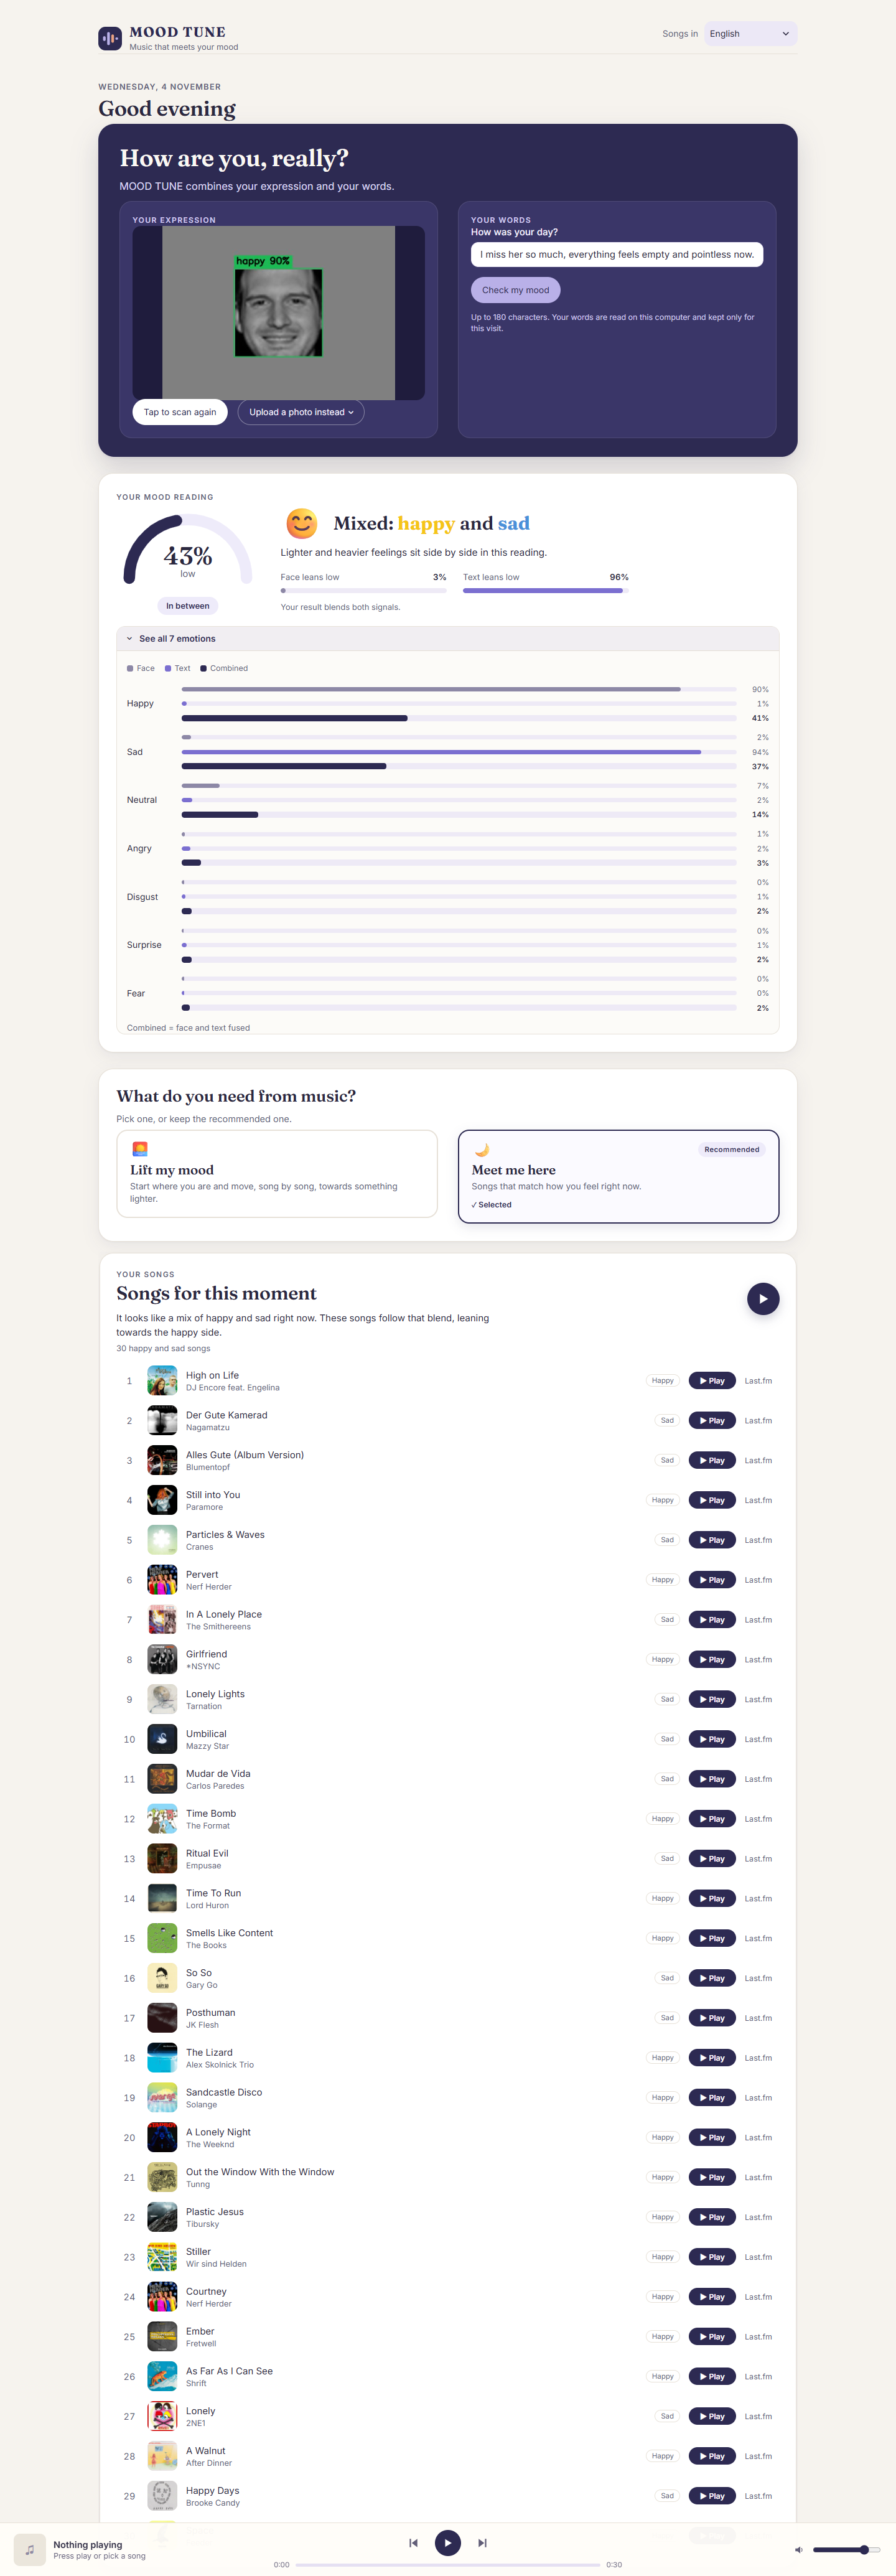 MOOD TUNE
Music that meets your mood
Songs in English
WEDNESDAY, 4 NOVEMBER
Good evening
How are you, really?
MOOD TUNE combines your expression and your words.
YOUR EXPRESSION
happy 90%
Tap to scan again
Upload a photo instead
YOUR WORDS
How was your day?
I miss her so much, everything feels empty and pointless now.
Check my mood
Up to 180 characters. Your words are read on this computer and kept only for
this visit.
YOUR MOOD READING
43%
low
In between
Mixed: happy and sad
Lighter and heavier feelings sit side by side in this reading.
Face leans low 3%
Text leans low 96%
Your result blends both signals.
See all 7 emotions
Face Text Combined
Happy
90%
1%
41%
Sad
2%
94%
37%
Neutral
7%
2%
14%
Angry
1%
2%
3%
Disgust
0%
1%
2%
Surprise
0%
1%
2%
Fear
0%
0%
2%
Combined = face and text fused
What do you need from music?
Pick one, or keep the recommended one.
Lift my mood
Start where you are and move, song by song, towards something
lighter.
Recommended
Meet me here
Songs that match how you feel right now.
✓ Selected
YOUR SONGS
Songs for this moment
It looks like a mix of happy and sad right now. These songs follow that blend, leaning
towards the happy side.
30 happy and sad songs
1 High on Life Happy Play Last.fm
DJ Encore feat. Engelina
2 Der Gute Kamerad Sad Play Last.fm
Nagamatzu
3 Alles Gute (Album Version) Sad Play Last.fm
Blumentopf
4 Still into You Happy Play Last.fm
Paramore
5 Particles & Waves Sad Play Last.fm
Cranes
6 Pervert Happy Play Last.fm
Nerf Herder
7 In A Lonely Place Sad Play Last.fm
The Smithereens
8 Girlfriend Happy Play Last.fm
*NSYNC
9 Lonely Lights Sad Play Last.fm
Tarnation
10 Umbilical Sad Play Last.fm
Mazzy Star
11 Mudar de Vida Sad Play Last.fm
Carlos Paredes
12 Time Bomb Happy Play Last.fm
The Format
13 Ritual Evil Sad Play Last.fm
Empusae
14 Time To Run Happy Play Last.fm
Lord Huron
15 Smells Like Content Happy Play Last.fm
The Books
16 So So Sad Play Last.fm
Gary Go
17 Posthuman Sad Play Last.fm
JK Flesh
18 The Lizard Happy Play Last.fm
Alex Skolnick Trio
19 Sandcastle Disco Happy Play Last.fm
Solange
20 A Lonely Night Happy Play Last.fm
The Weeknd
21 Out the Window With the Window Happy Play Last.fm
Tunng
22 Plastic Jesus Happy Play Last.fm
Tibursky
23 Stiller Happy Play Last.fm
Wir sind Helden
24 Courtney Happy Play Last.fm
Nerf Herder
25 Ember Happy Play Last.fm
Fretwell
26 As Far As I Can See Happy Play Last.fm
Shrift
27 Lonely Sad Play Last.fm
2NE1
28 A Walnut Happy Play Last.fm
After Dinner
29 Happy Days Sad Play Last.fm
Brooke Candy
Nothing playing
Press play or pick a song
0:00 0:30